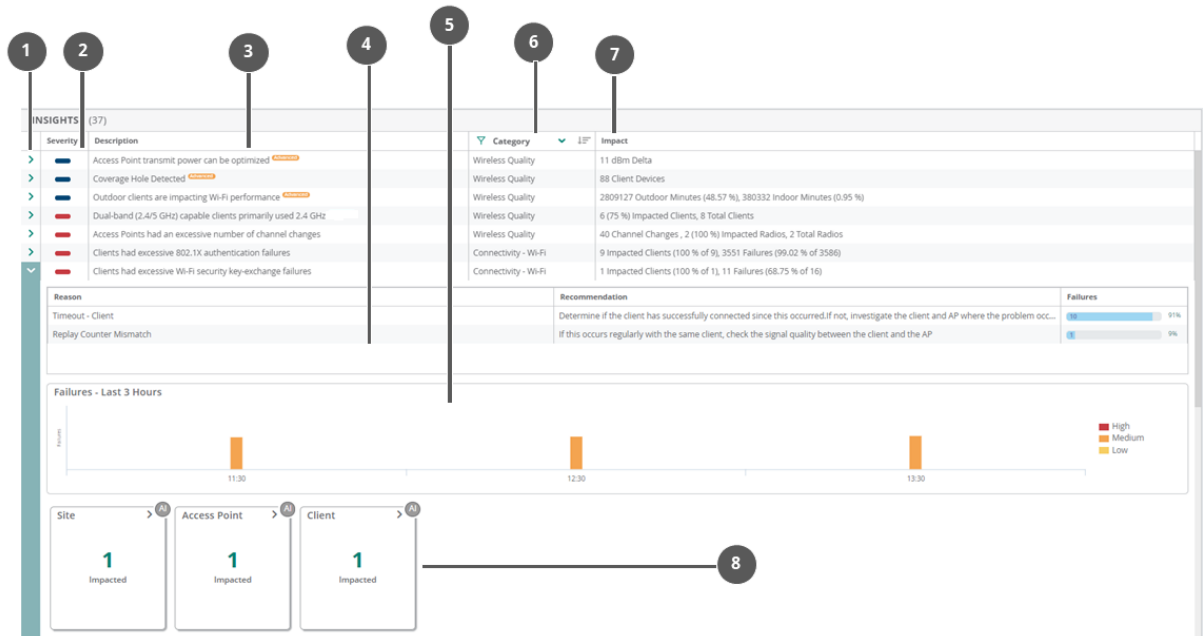 1 2 3 4 5 6 7
INSIGHTS (37)
Severity Description Category Impact
Access Point transmit power can be optimized Advanced Wireless Quality 11 dBm Delta
Coverage Hole Detected Advanced Wireless Quality 88 Client Devices
Outdoor clients are impacting Wi-Fi performance Advanced Wireless Quality 2809127 Outdoor Minutes (48.57 %), 380332 Indoor Minutes (0.95 %)
Dual-band (2.4/5 GHz) capable clients primarily used 2.4 GHz Wireless Quality 6 (75 %) Impacted Clients, 8 Total Clients
Access Points had an excessive number of channel changes Wireless Quality 40 Channel Changes , 2 (100 %) Impacted Radios, 2 Total Radios
Clients had excessive 802.1X authentication failures Connectivity - Wi-Fi 9 Impacted Clients (100 % of 9), 3551 Failures (99.02 % of 3586)
Clients had excessive Wi-Fi security key-exchange failures Connectivity - Wi-Fi 1 Impacted Clients (100 % of 1), 11 Failures (68.75 % of 16)
Reason Recommendation Failures
Timeout - Client Determine if the client has successfully connected since this occurred.If not, investigate the client and AP where the problem occ... 10 91%
Replay Counter Mismatch If this occurs regularly with the same client, check the signal quality between the client and the AP 1 9%
Failures - Last 3 Hours
Failures
High
Medium
Low
11:30 12:30 13:30
Site AI Access Point AI Client AI
1 1 1
Impacted Impacted Impacted
8